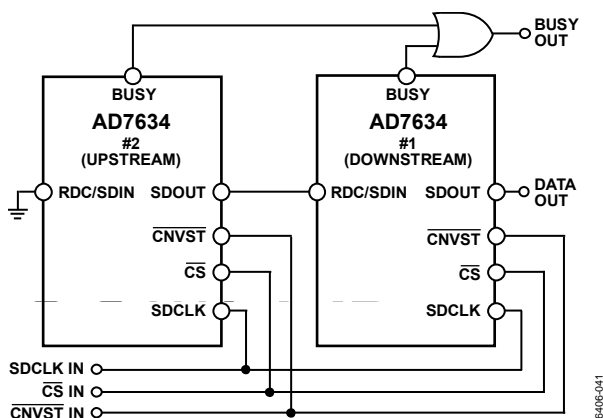 BUSY
OUT
BUSY
AD7634
#2
(UPSTREAM)
RDC/SDIN SDOUT
CNVST
CS
SDCLK
BUSY
AD7634
#1
(DOWNSTREAM)
RDC/SDIN SDOUT
CNVST
CS
SDCLK
DATA
OUT
SDCLK IN
CS IN
CNVST IN
6406-041